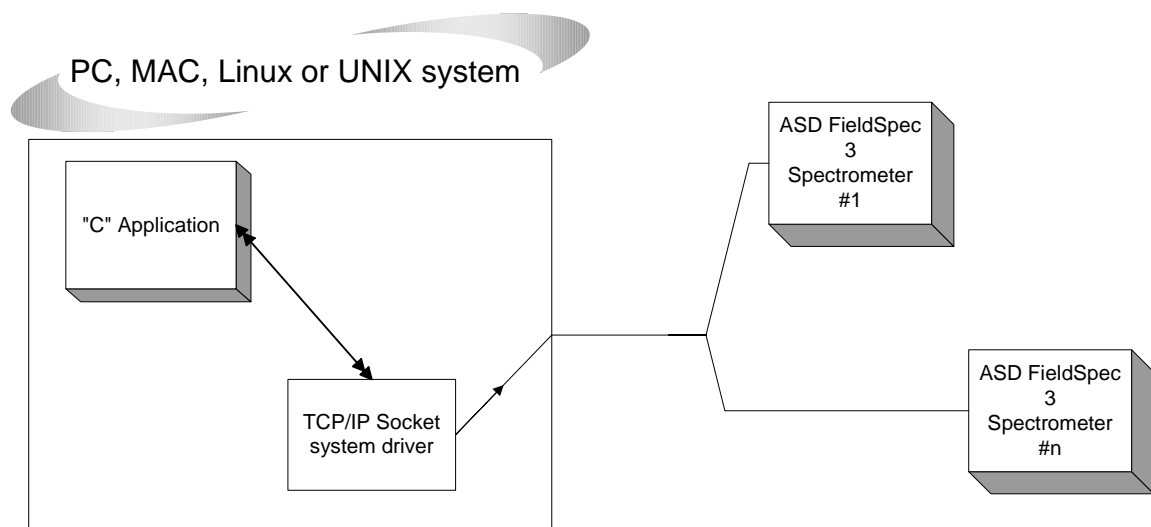 PC, MAC, Linux or UNIX system
"C" Application
TCP/IP Socket
system driver
ASD FieldSpec
3
Spectrometer
#1
ASD FieldSpec
3
Spectrometer
#n